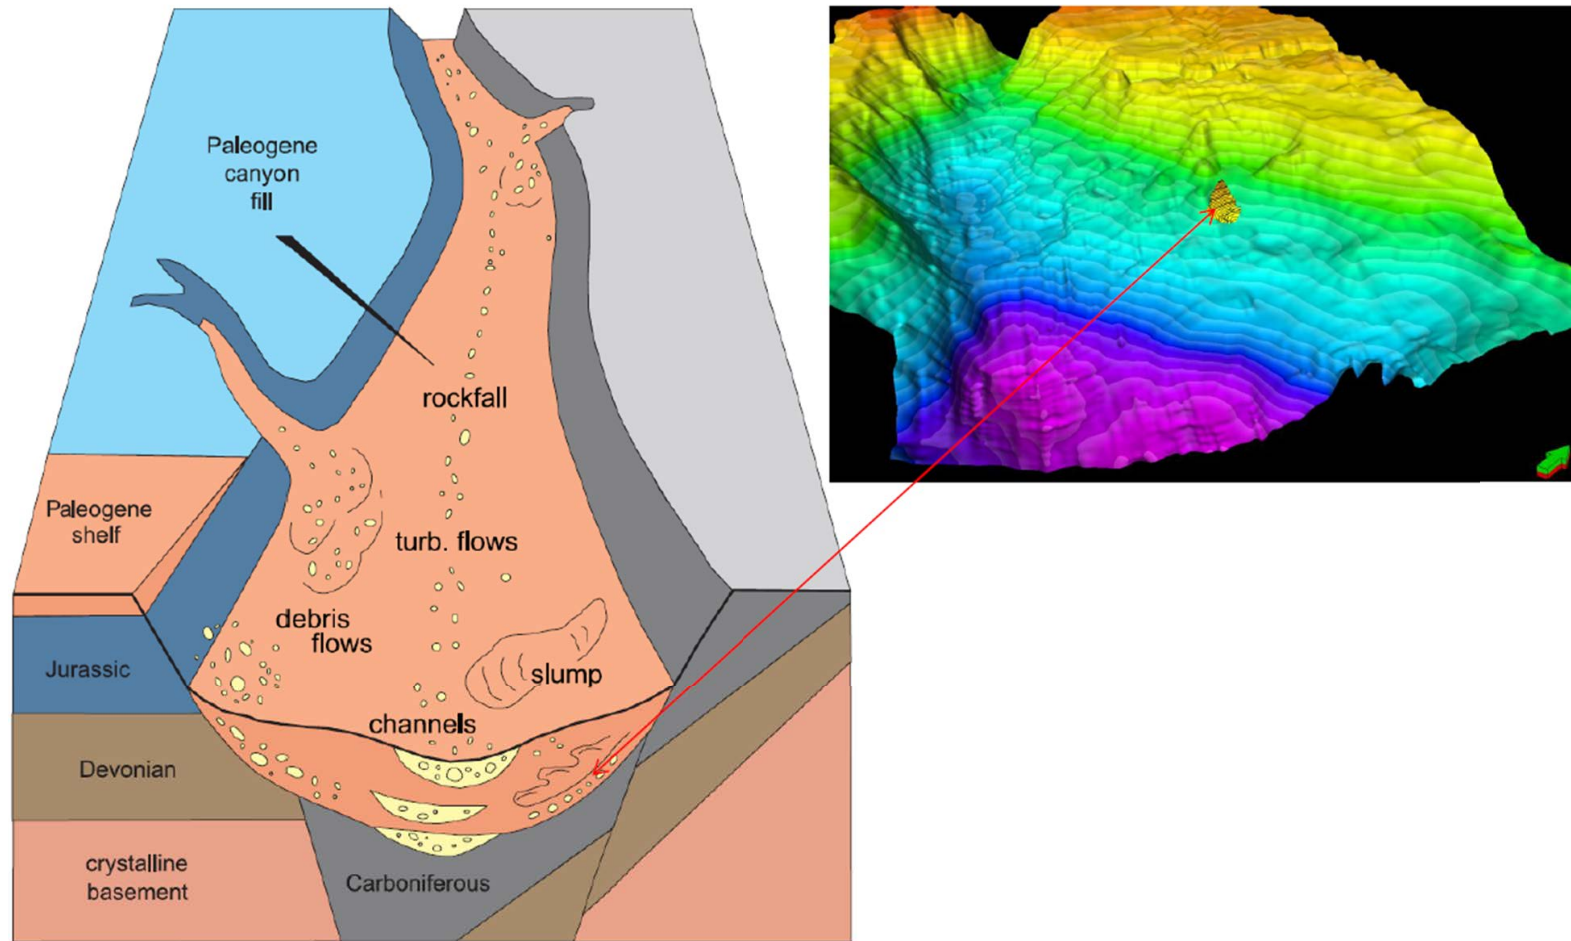 Paleogene
canyon
fill
rockfall
Paleogene
shelf
turb. flows
debris
flows
Jurassic
slump
channels
Devonian
crystalline
basement
Carboniferous